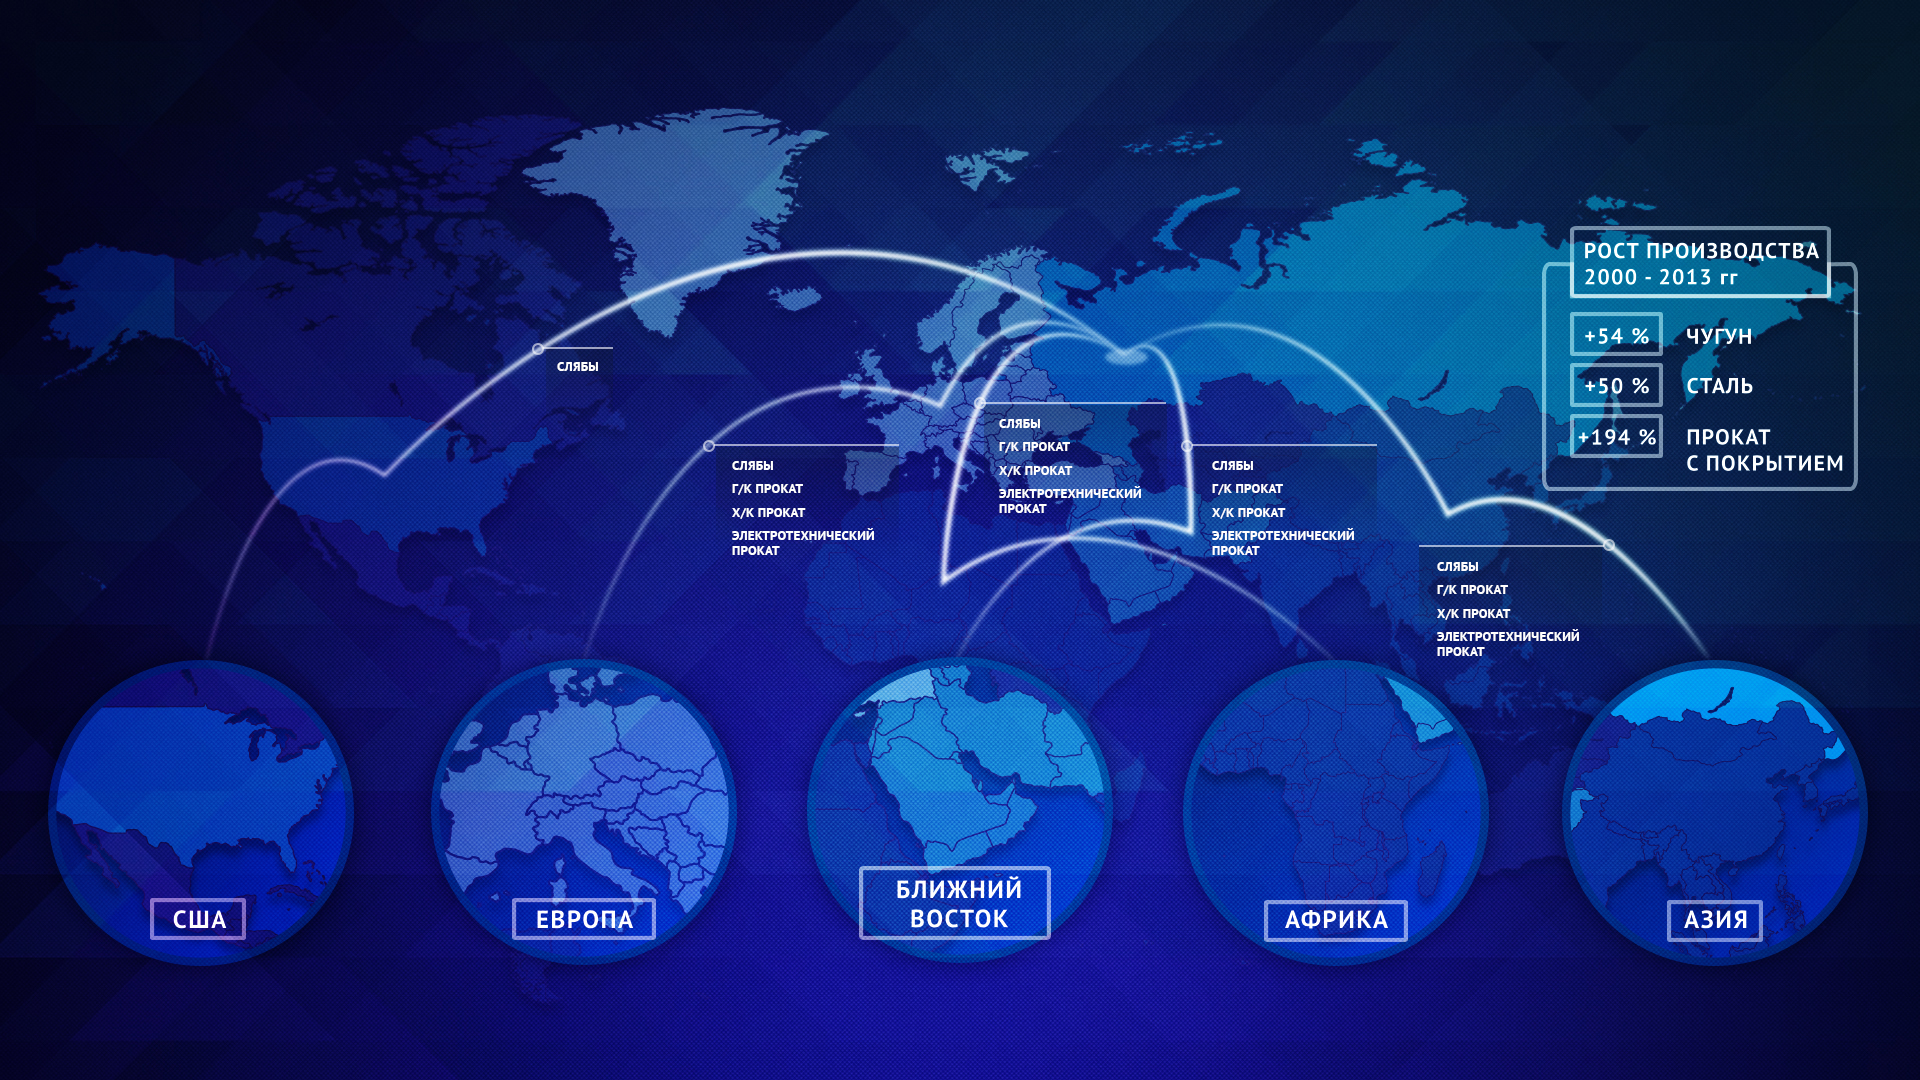 РОСТ ПРОИЗВОДСТВА
2000 - 2013 гг
+54 % ЧУГУН
+50 % СТАЛЬ
+194 % ПРОКАТ
С ПОКРЫТИЕМ
СЛЯБЫ
СЛЯБЫ
Г/К ПРОКАТ
Х/К ПРОКАТ
ЭЛЕКТРОТЕХНИЧЕСКИЙ
ПРОКАТ
СЛЯБЫ
Г/К ПРОКАТ
Х/К ПРОКАТ
ЭЛЕКТРОТЕХНИЧЕСКИЙ
ПРОКАТ
СЛЯБЫ
Г/К ПРОКАТ
Х/К ПРОКАТ
ЭЛЕКТРОТЕХНИЧЕСКИЙ
ПРОКАТ
СЛЯБЫ
Г/К ПРОКАТ
Х/К ПРОКАТ
ЭЛЕКТРОТЕХНИЧЕСКИЙ
ПРОКАТ
США
ЕВРОПА
БЛИЖНИЙ
ВОСТОК
АФРИКА
АЗИЯ